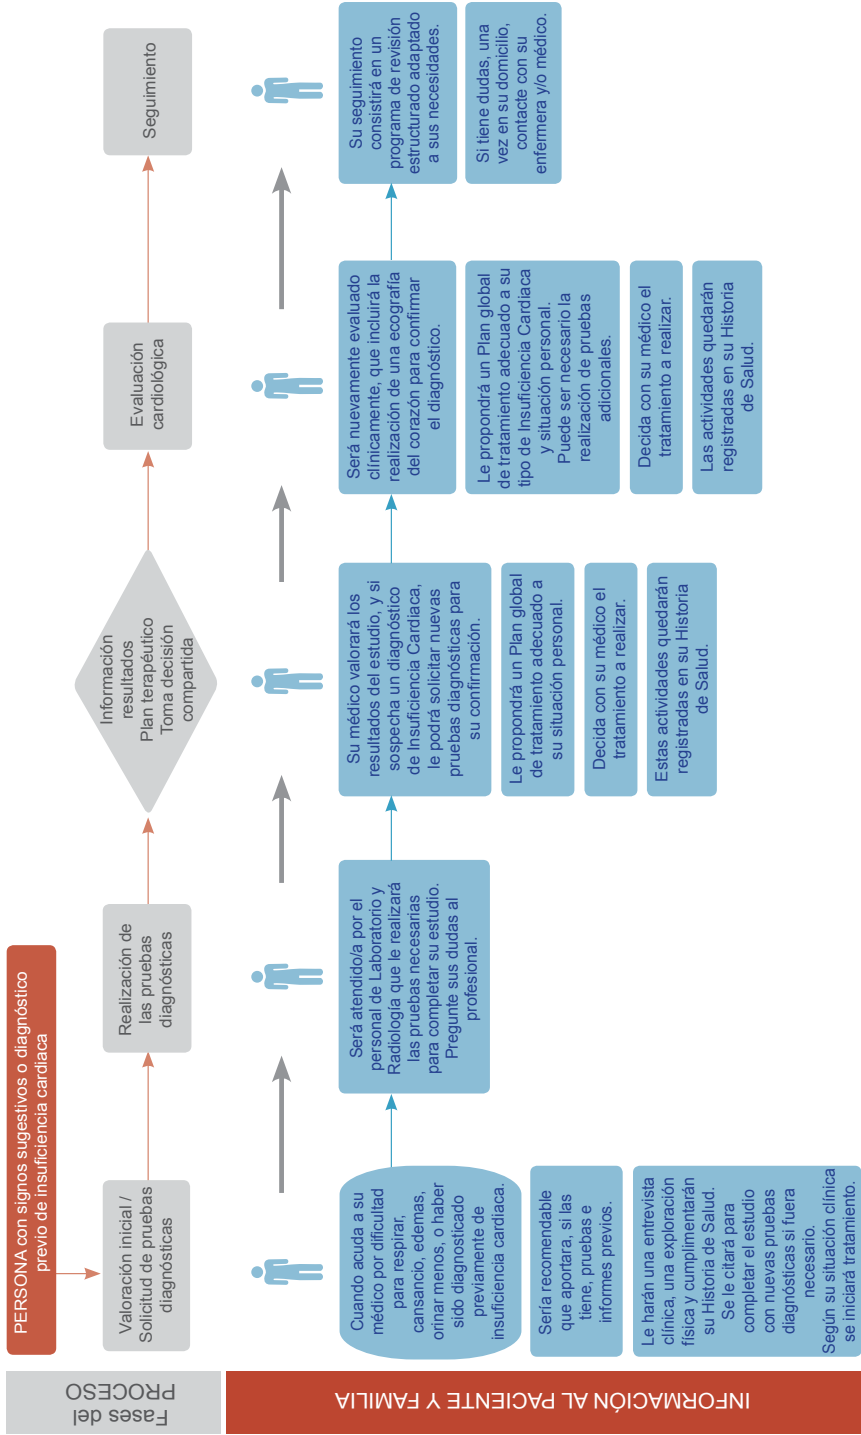 Fases del
PROCESO
PERSONA con signos sugestivos o diagnóstico
previo de insuficiencia cardiaca
Valoración inicial /
Solicitud de pruebas
diagnósticas
Realización de
las pruebas
diagnósticas
Información
resultados
Plan terapéutico
Toma decisión
compartida
Evaluación
cardiológica
Seguimiento
INFORMACIÓN AL PACIENTE Y FAMILIA
Cuando acuda a su
médico por dificultad
para respirar,
cansancio, edemas,
orinar menos, o haber
sido diagnosticado
previamente de
insuficiencia cardiaca.
Sería recomendable
que aportara, si las
tiene, pruebas e
informes previos.
Le harán una entrevista
clínica, una exploración
física y cumplimentarán
su Historia de Salud.
Se le citará para
completar el estudio
con nuevas pruebas
diagnósticas si fuera
necesario.
Según su situación clínica
se iniciará tratamiento.
Será atendido/a por el
personal de Laboratorio y
Radiología que le realizará
las pruebas necesarias
para completar su estudio.
Pregunte sus dudas al
profesional.
Su médico valorará los
resultados del estudio, y si
sospecha un diagnóstico
de Insuficiencia Cardiaca,
le podrá solicitar nuevas
pruebas diagnósticas para
su confirmación.
Le propondrá un Plan global
de tratamiento adecuado a
su situación personal.
Decida con su médico el
tratamiento a realizar.
Estas actividades quedarán
registradas en su Historia
de Salud.
Será nuevamente evaluado
clínicamente, que incluirá la
realización de una ecografía
del corazón para confirmar
el diagnóstico.
Le propondrá un Plan global
de tratamiento adecuado a su
tipo de Insuficiencia Cardiaca
y situación personal.
Puede ser necesario la
realización de pruebas
adicionales.
Decida con su médico el
tratamiento a realizar.
Las actividades quedarán
registradas en su Historia
de Salud.
Su seguimiento
consistirá en un
programa de revisión
estructurado adaptado
a sus necesidades.
Si tiene dudas, una
vez en su domicilio,
contacte con su
enfermera y/o médico.